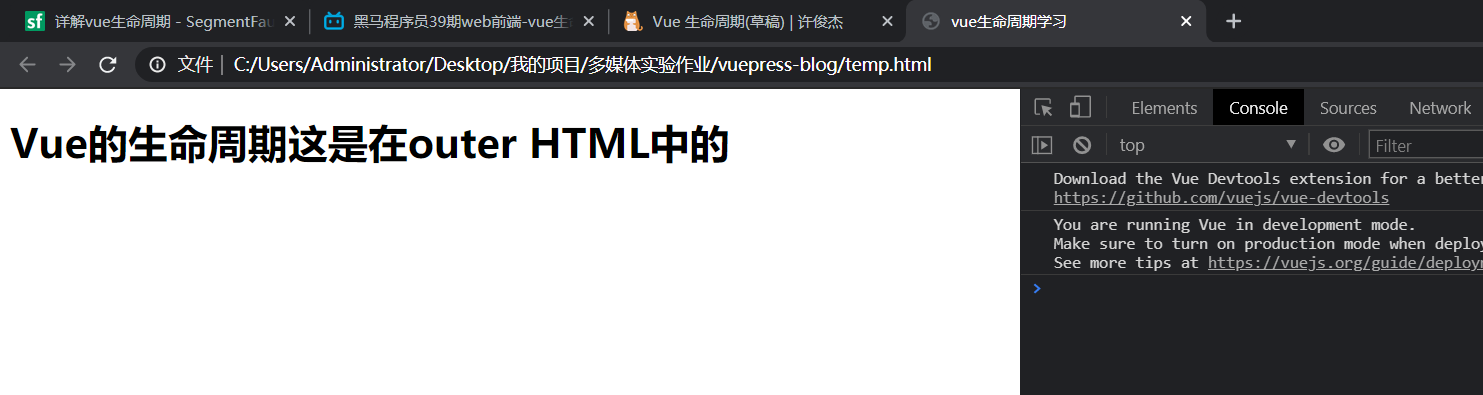 详解vue生命周期 - SegmentFau
黑马程序员39期web前端-vue生
Vue 生命周期(草稿) | 许俊杰
vue生命周期学习
文件 | C:/Users/Administrator/Desktop/我的项目/多媒体实验作业/vuepress-blog/temp.html
Vue的生命周期这是在outer HTML中的
Elements Console Sources Network
top Filter
Download the Vue Devtools extension for a better
https://github.com/vuejs/vue-devtools
You are running Vue in development mode.
Make sure to turn on production mode when deploy
See more tips at https://vuejs.org/guide/deploy